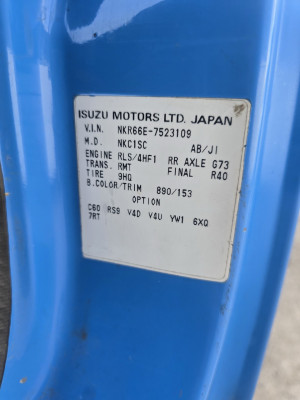 ISUZU MOTORS LTD. JAPAN
V.I.N. NKR66E-7523109
M.D. NKC1SC AB/J1
ENGINE RLS/4HF1 RR AXLE G73
TRANS. RMT FINAL R40
TIRE 9HQ
B.COLOR/TRIM 890/153
OPTION
C60 RS9 V4D V4U YW1 6XQ
7RT